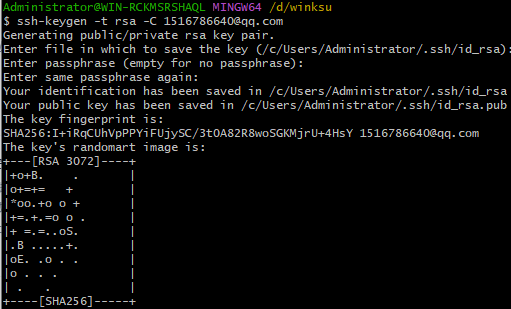 Administrator@WIN-RCKMSRSHAQL MINGW64 /d/winksu
$ ssh-keygen -t rsa -C 1516786640@qq.com
Generating public/private rsa key pair.
Enter file in which to save the key (/c/Users/Administrator/.ssh/id_rsa):
Enter passphrase (empty for no passphrase):
Enter same passphrase again:
Your identification has been saved in /c/Users/Administrator/.ssh/id_rsa
Your public key has been saved in /c/Users/Administrator/.ssh/id_rsa.pub
The key fingerprint is:
SHA256:I+iRqCUhVpPPYiFUjySC/3tOA82R8woSGKMjrU+4HsY 1516786640@qq.com
The key's randomart image is:
+---[RSA 3072]----+
|+o+B.    .       |
|o+=+=   +        |
|*oo.+o o +       |
|+=.+.=o o .      |
|+ =.=..oS.       |
|.B .....+.       |
|oE. .o . .       |
|o . . .          |
| .   .           |
+----[SHA256]-----+